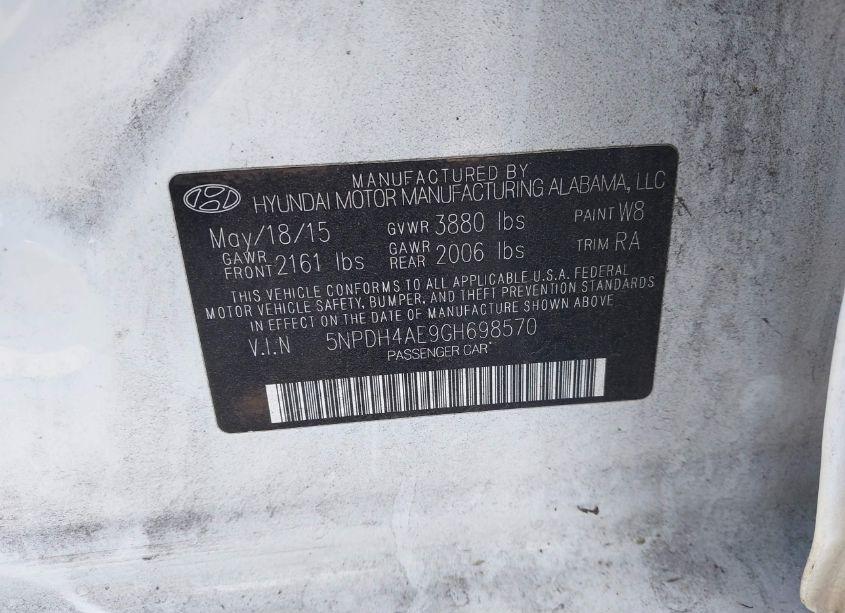 MANUFACTURED BY
HYUNDAI MOTOR MANUFACTURING ALABAMA, LLC
May/18/15 GVWR 3880 lbs PAINT W8
GAWR FRONT 2161 lbs GAWR REAR 2006 lbs TRIM RA
THIS VEHICLE CONFORMS TO ALL APPLICABLE U.S.A. FEDERAL
MOTOR VEHICLE SAFETY, BUMPER, AND THEFT PREVENTION STANDARDS
IN EFFECT ON THE DATE OF MANUFACTURE SHOWN ABOVE
V.I.N 5NPDH4AE9GH698570
PASSENGER CAR